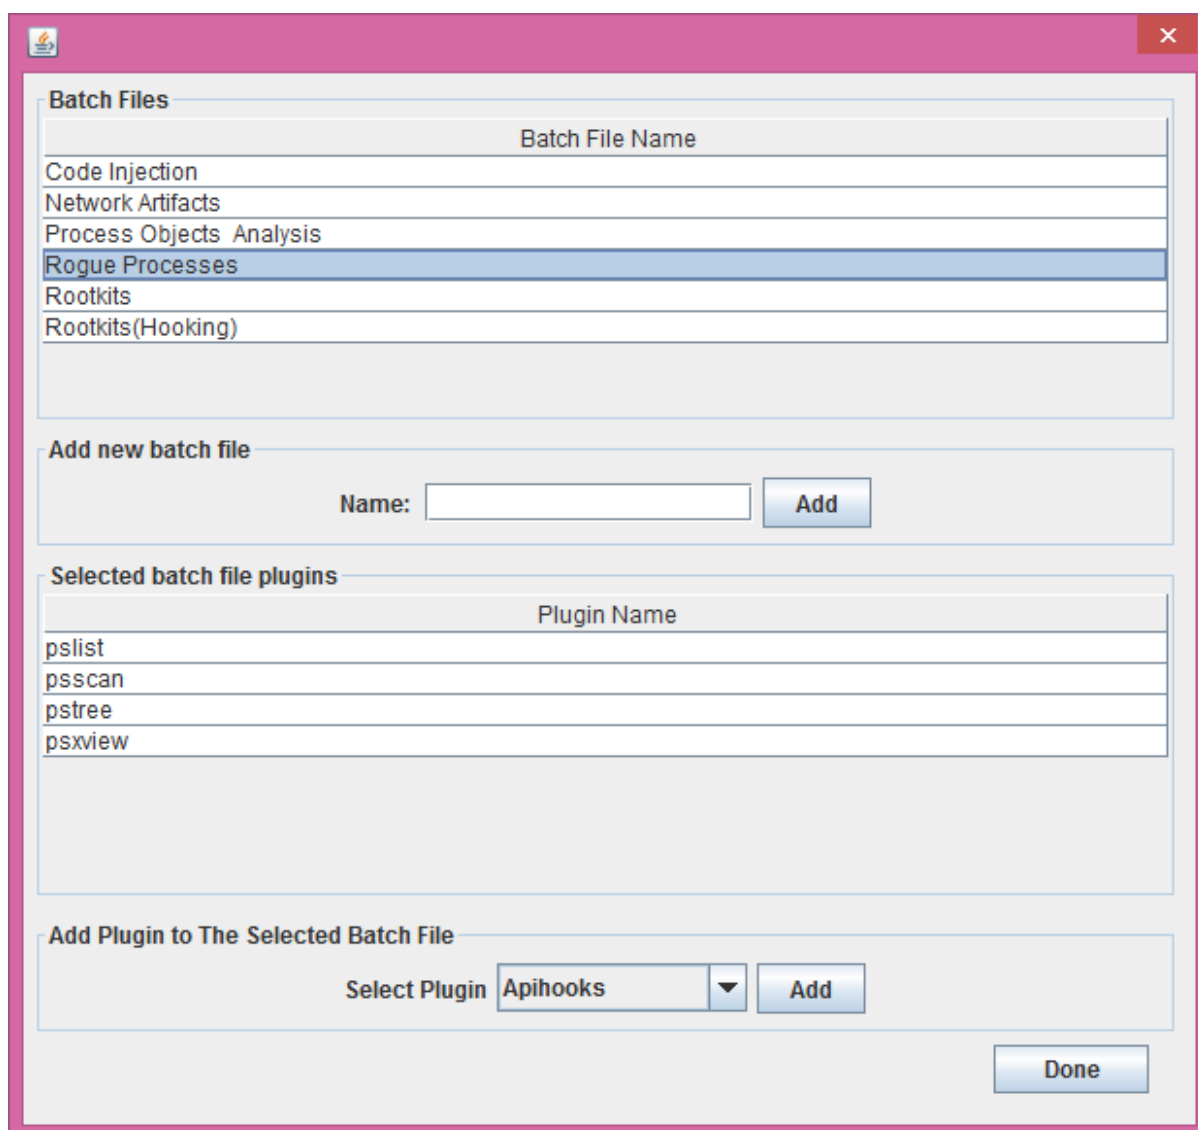 Batch Files
Batch File Name
Code Injection
Network Artifacts
Process Objects  Analysis
Rogue Processes
Rootkits
Rootkits(Hooking)
Add new batch file
Name: Add
Selected batch file plugins
Plugin Name
pslist
psscan
pstree
psxview
Add Plugin to The Selected Batch File
Select Plugin Apihooks Add
Done